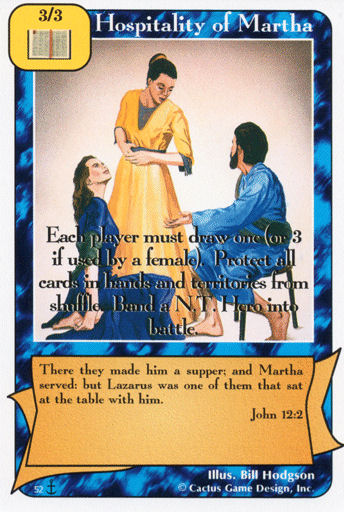 3/3
Hospitality of Martha
Each player must draw one (or 3
if used by a female). Protect all
cards in hands and territories from
shuffle. Band a N.T. Hero into
battle.
There they made him a supper; and Martha
served: but Lazarus was one of them that sat
at the table with him.
John 12:2
Illus. Bill Hodgson
52 © Cactus Game Design, Inc.